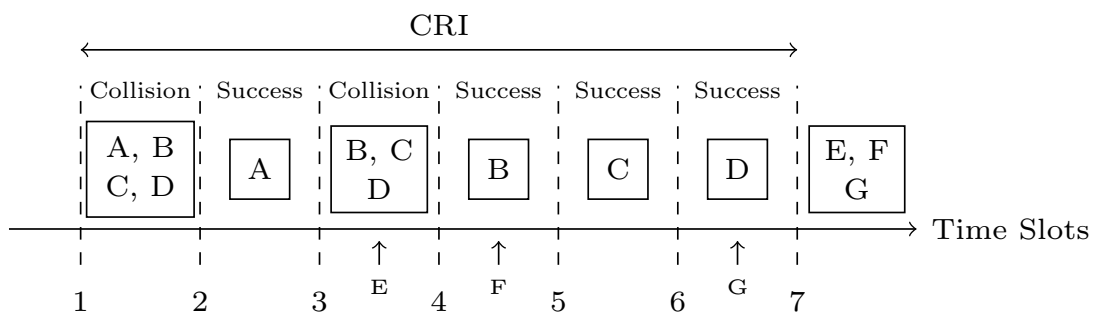 CRI
Collision Success Collision Success Success Success
A, B
C, D
A
B, C
D
B
C
D
E, F
G
Time Slots
E F G
1 2 3 4 5 6 7